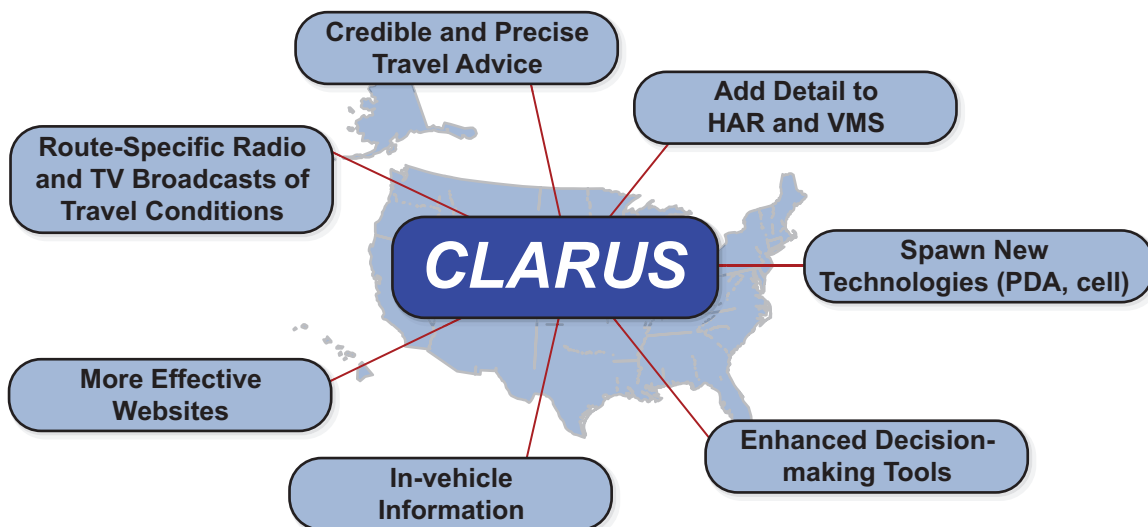 Credible and Precise
Travel Advice
Add Detail to
HAR and VMS
Route-Specific Radio
and TV Broadcasts of
Travel Conditions
CLARUS
Spawn New
Technologies (PDA, cell)
More Effective
Websites
Enhanced Decision-
making Tools
In-vehicle
Information